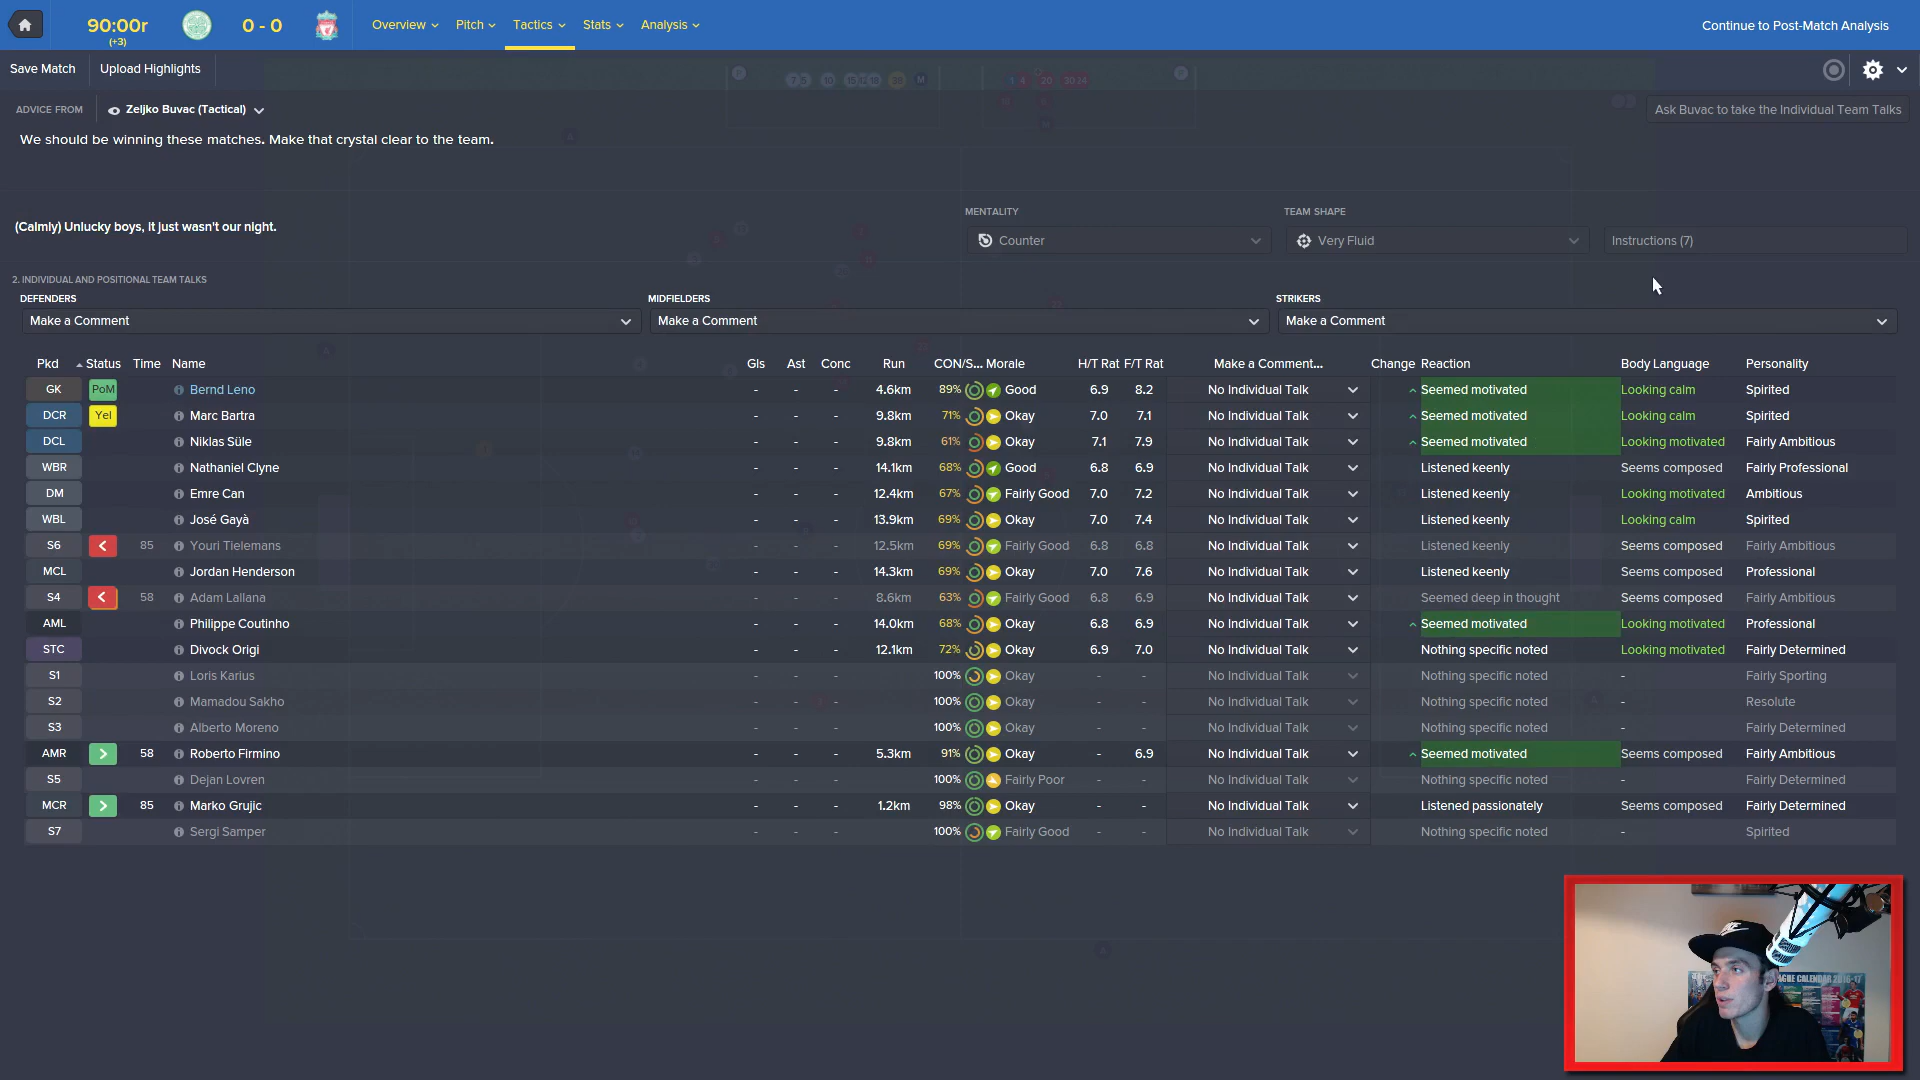 90:00r
(+3)
0 - 0
Overview
Pitch
Tactics
Stats
Analysis
Continue to Post-Match Analysis
Save Match
Upload Highlights
ADVICE FROM
Zeljko Buvac (Tactical)
Ask Buvac to take the Individual Team Talks
We should be winning these matches. Make that crystal clear to the team.
MENTALITY
TEAM SHAPE
(Calmly) Unlucky boys, it just wasn't our night.
Counter
Very Fluid
Instructions (7)
2. INDIVIDUAL AND POSITIONAL TEAM TALKS
DEFENDERS
MIDFIELDERS
STRIKERS
Make a Comment
Make a Comment
Make a Comment
Pkd Status Time Name Gls Ast Conc Run CON/S... Morale H/T Rat F/T Rat Make a Comment... Change Reaction Body Language Personality
GK PoM Bernd Leno - - - 4.6km 89% Good 6.9 8.2 No Individual Talk Seemed motivated Looking calm Spirited
DCR Yel Marc Bartra - - - 9.8km 71% Okay 7.0 7.1 No Individual Talk Seemed motivated Looking calm Spirited
DCL Niklas Süle - - - 9.8km 61% Okay 7.1 7.9 No Individual Talk Seemed motivated Looking motivated Fairly Ambitious
WBR Nathaniel Clyne - - - 14.1km 68% Good 6.8 6.9 No Individual Talk Listened keenly Seems composed Fairly Professional
DM Emre Can - - - 12.4km 67% Fairly Good 7.0 7.2 No Individual Talk Listened keenly Looking motivated Ambitious
WBL José Gayà - - - 13.9km 69% Okay 7.0 7.4 No Individual Talk Listened keenly Looking calm Spirited
S6 85 Youri Tielemans - - - 12.5km 69% Fairly Good 6.8 6.8 No Individual Talk Listened keenly Seems composed Fairly Ambitious
MCL Jordan Henderson - - - 14.3km 69% Okay 7.0 7.6 No Individual Talk Listened keenly Seems composed Professional
S4 58 Adam Lallana - - - 8.6km 63% Fairly Good 6.8 6.8 No Individual Talk Seemed deep in thought Seems composed Fairly Ambitious
AML Philippe Coutinho - - - 14.0km 68% Okay 6.8 6.9 No Individual Talk Seemed motivated Looking motivated Professional
STC Divock Origi - - - 12.1km 72% Okay 6.9 7.0 No Individual Talk Nothing specific noted Looking motivated Fairly Determined
S1 Loris Karius - - - 100% Okay - - No Individual Talk Nothing specific noted - Fairly Sporting
S2 Mamadou Sakho - - - 100% Okay - - No Individual Talk Nothing specific noted - Resolute
S3 Alberto Moreno - - - 100% Okay - - No Individual Talk Nothing specific noted - Fairly Determined
AMR 58 Roberto Firmino - - - 5.3km 91% Okay - 6.9 No Individual Talk Seemed motivated Seems composed Fairly Ambitious
S5 Dejan Lovren - - - 100% Fairly Poor - - No Individual Talk Nothing specific noted - Fairly Determined
MCR 85 Marko Grujic - - - 1.2km 98% Okay - - No Individual Talk Listened passionately Seems composed Fairly Determined
S7 Sergi Samper - - - 100% Fairly Good - - No Individual Talk Nothing specific noted - Spirited
CALENDAR 2016-17